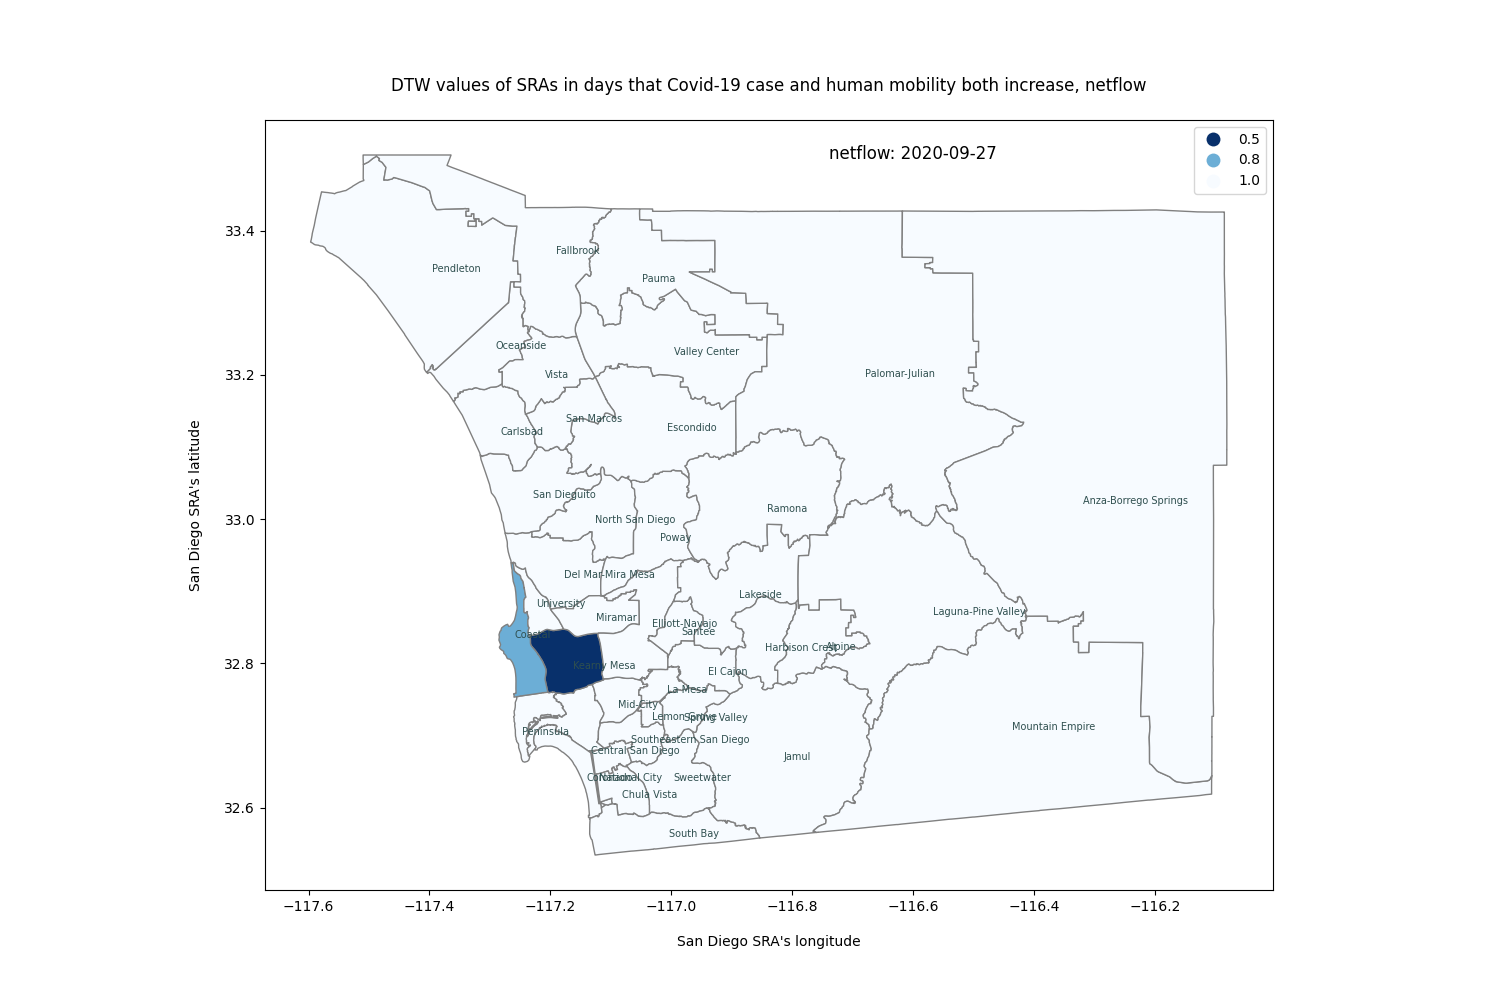 DTW values of SRAs in days that Covid-19 case and human mobility both increase, netflow
netflow: 2020-09-27
0.5
0.8
1.0
33.4
33.2
33.0
32.8
32.6
San Diego SRA's latitude
Fallbrook
Pendleton
Pauma
Oceanside
Valley Center
Vista
Palomar-Julian
San Marcos
Carlsbad
Escondido
San Dieguito
Anza-Borrego Springs
Ramona
North San Diego
Poway
Del Mar-Mira Mesa
Lakeside
University
Laguna-Pine Valley
Miramar
Elliott-Navajo
Santee
Coastal
Harbison Crest
Alpine
Kearny Mesa
El Cajon
La Mesa
Mid-City
Lemon Grove
Spring Valley
Mountain Empire
Peninsula
Southeastern San Diego
Central San Diego
Jamul
Coronado
National City
Sweetwater
Chula Vista
South Bay
−117.6
−117.4
−117.2
−117.0
−116.8
−116.6
−116.4
−116.2
San Diego SRA's longitude